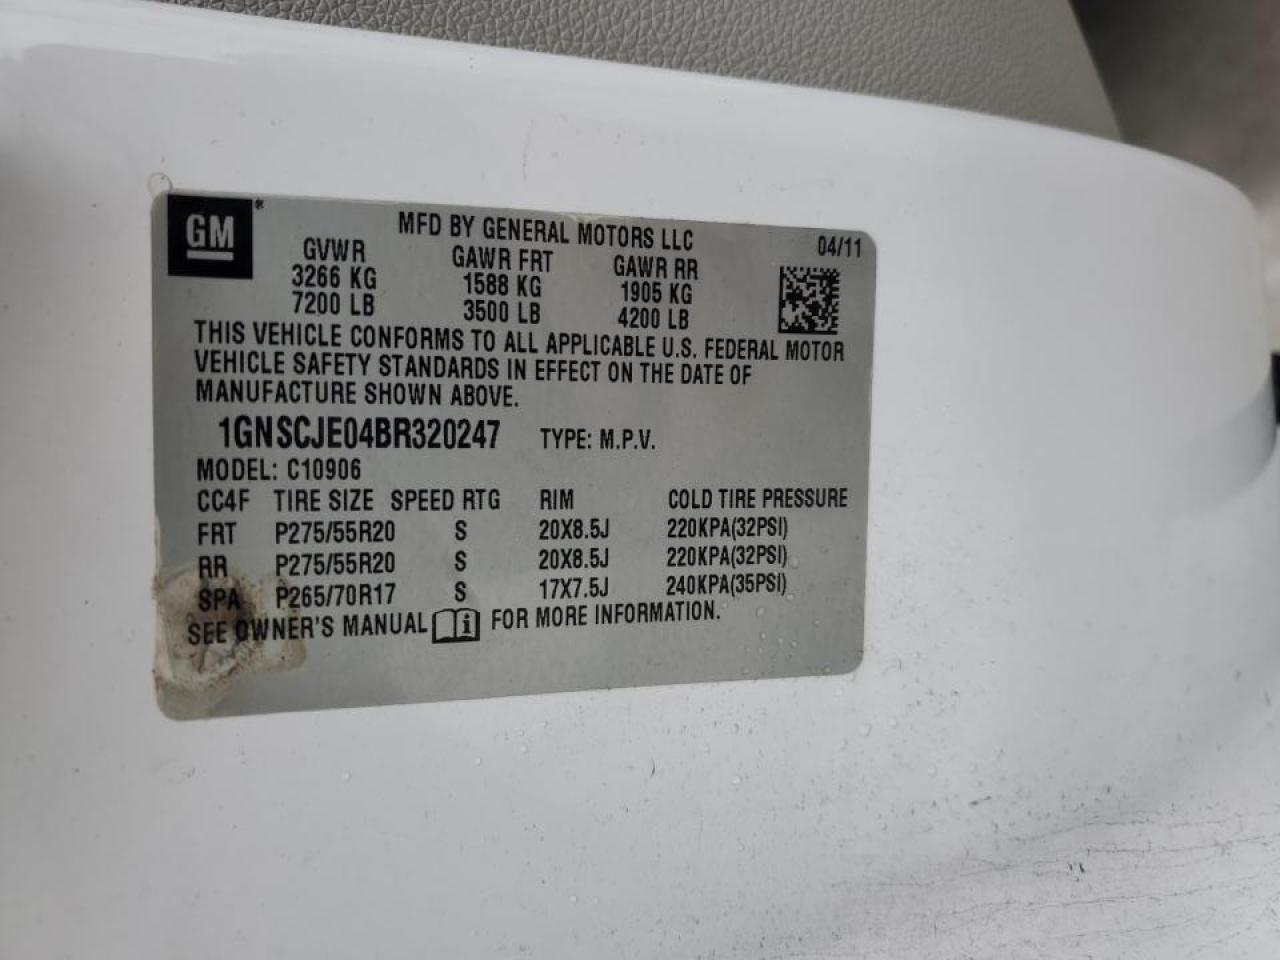 GM®
MFD BY GENERAL MOTORS LLC
04/11
GVWR GAWR FRT GAWR RR
3266 KG 1588 KG 1905 KG
7200 LB 3500 LB 4200 LB
THIS VEHICLE CONFORMS TO ALL APPLICABLE U.S. FEDERAL MOTOR
VEHICLE SAFETY STANDARDS IN EFFECT ON THE DATE OF
MANUFACTURE SHOWN ABOVE.
1GNSCJE04BR320247 TYPE: M.P.V.
MODEL: C10906
CC4F TIRE SIZE SPEED RTG RIM COLD TIRE PRESSURE
FRT P275/55R20 S 20X8.5J 220KPA(32PSI)
RR P275/55R20 S 20X8.5J 220KPA(32PSI)
SPA P265/70R17 S 17X7.5J 240KPA(35PSI)
SEE OWNER'S MANUAL i FOR MORE INFORMATION.